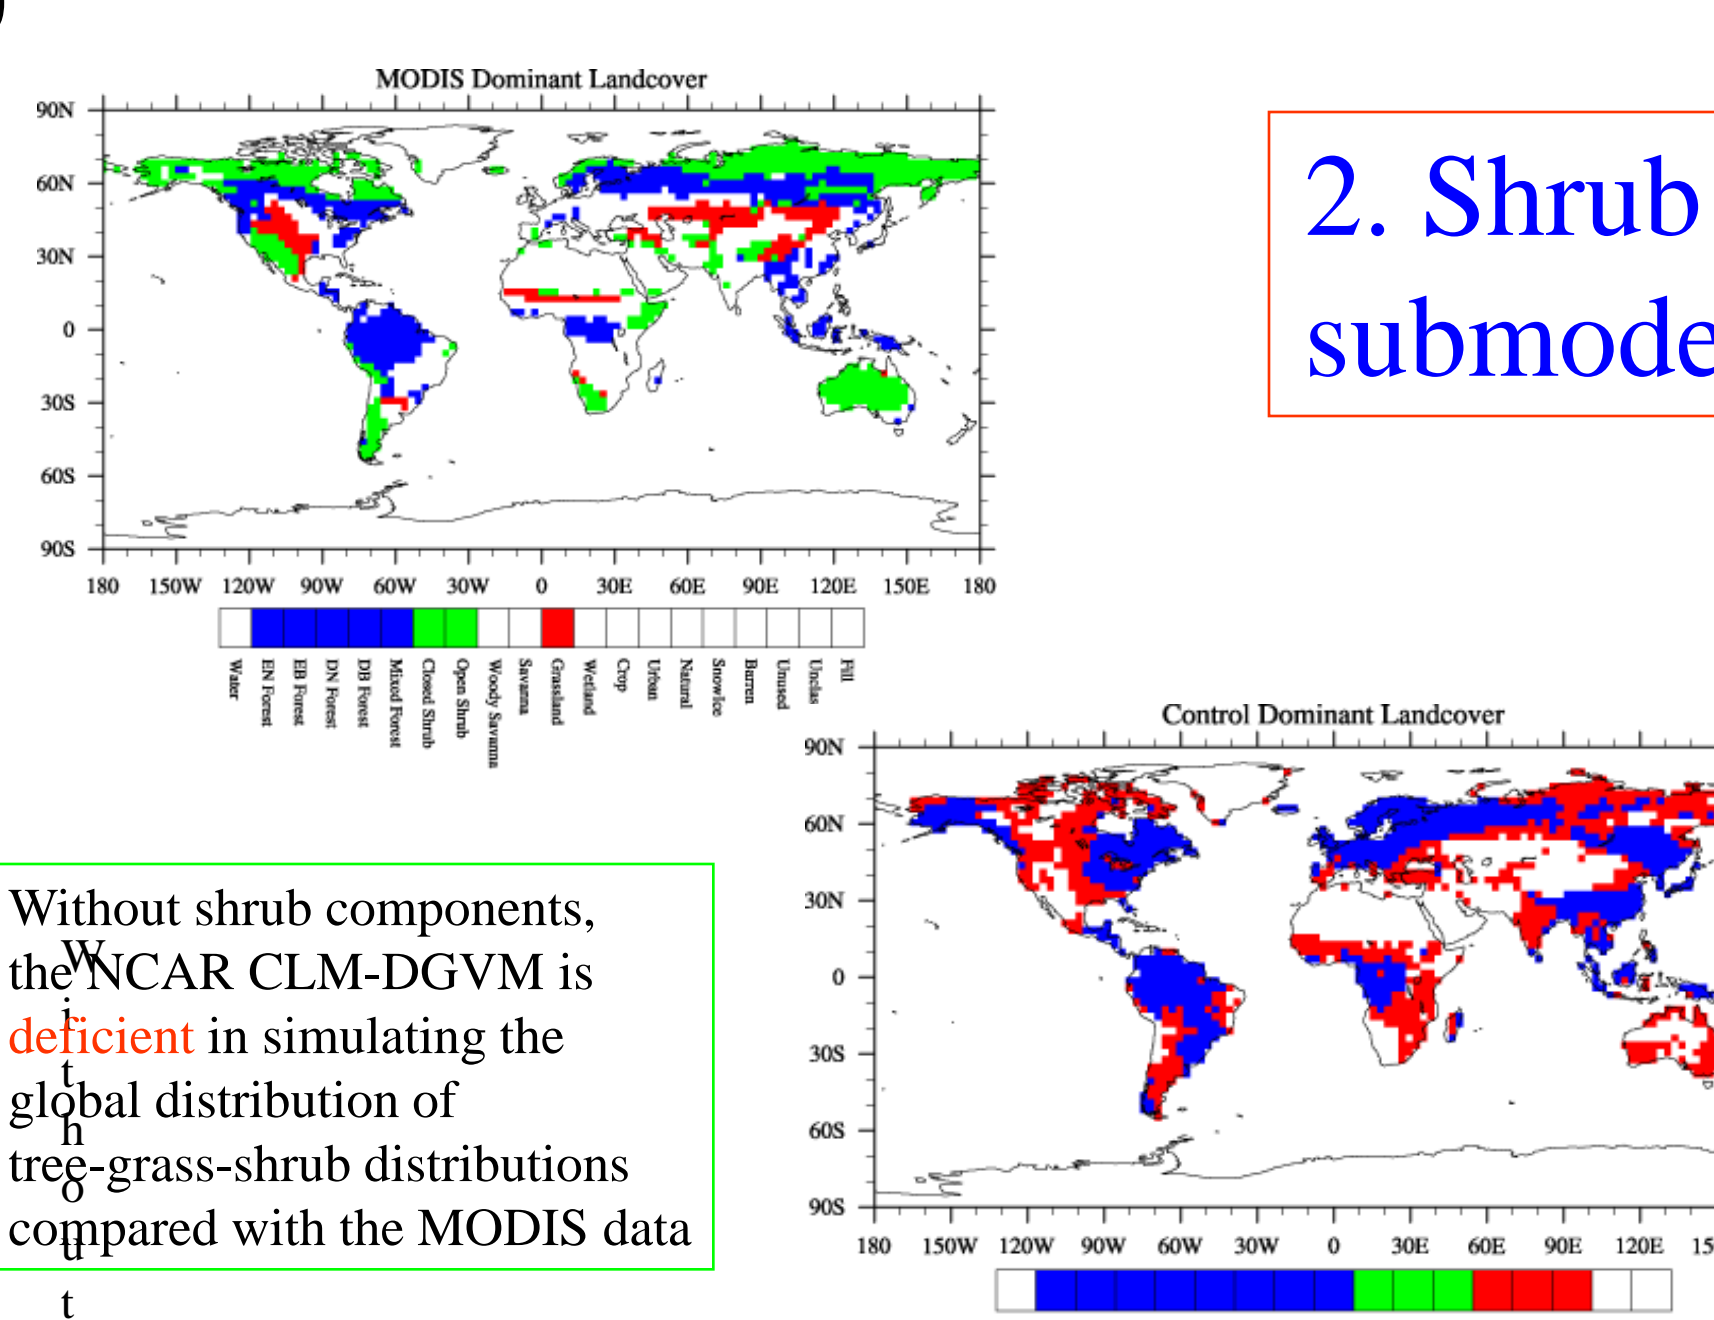 )
MODIS Dominant Landcover
90N
60N
30N
0
30S
60S
90S
180 150W 120W 90W 60W 30W 0 30E 60E 90E 120E 150E 180
Water
EN Forest
EB Forest
DN Forest
DB Forest
Mixed Forest
Closed Shrub
Open Shrub
Woody Savanna
Savanna
Grassland
Wetland
Crop
Urban
Natural
SnowIce
Barren
Unused
Unclas
Fill
2. Shrub
submode
Control Dominant Landcover
90N
60N
30N
0
30S
60S
90S
180 150W 120W 90W 60W 30W 0 30E 60E 90E 120E 15
Without shrub components,
the NCAR CLM-DGVM is
deficient in simulating the
global distribution of
tree-grass-shrub distributions
compared with the MODIS data
W
i
t
h
o
u
t